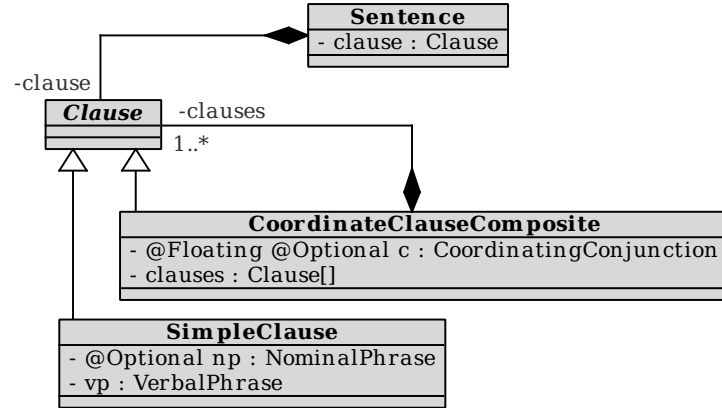 Sentence
- clause : Clause
-clause
Clause
-clauses
1..*
CoordinateClauseComposite
- @Floating @Optional c : CoordinatingConjunction
- clauses : Clause[]
SimpleClause
- @Optional np : NominalPhrase
- vp : VerbalPhrase